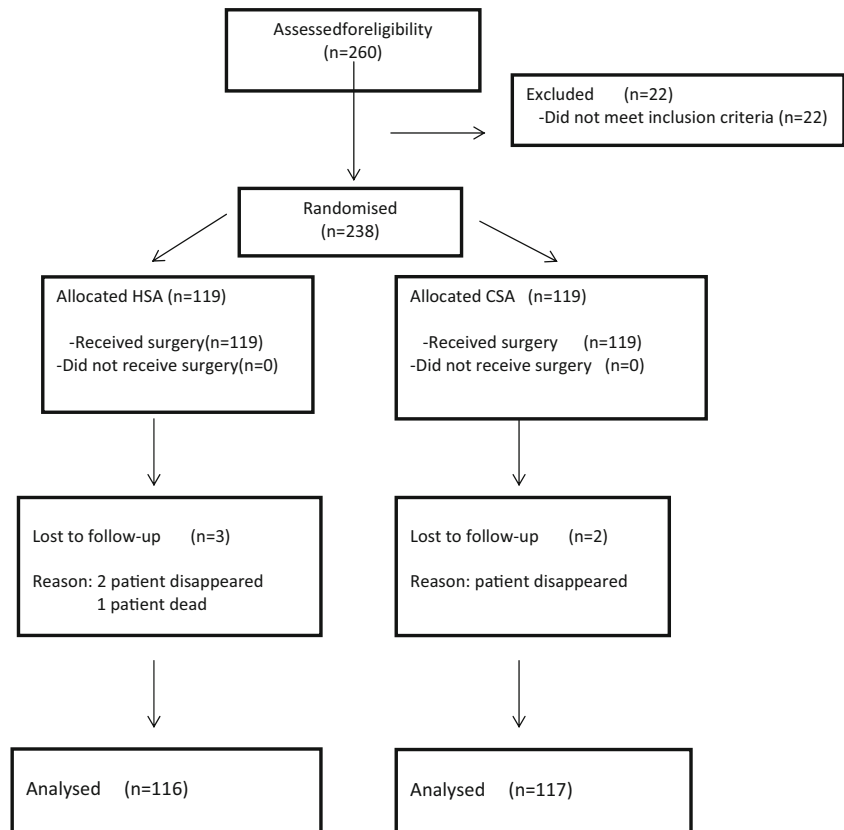 Assessedforeligibility
(n=260)
Excluded (n=22)
-Did not meet inclusion criteria (n=22)
Randomised
(n=238)
Allocated HSA (n=119)
-Received surgery(n=119)
-Did not receive surgery(n=0)
Allocated CSA (n=119)
-Received surgery (n=119)
-Did not receive surgery (n=0)
Lost to follow-up (n=3)
Reason: 2 patient disappeared
1 patient dead
Lost to follow-up (n=2)
Reason: patient disappeared
Analysed (n=116)
Analysed (n=117)